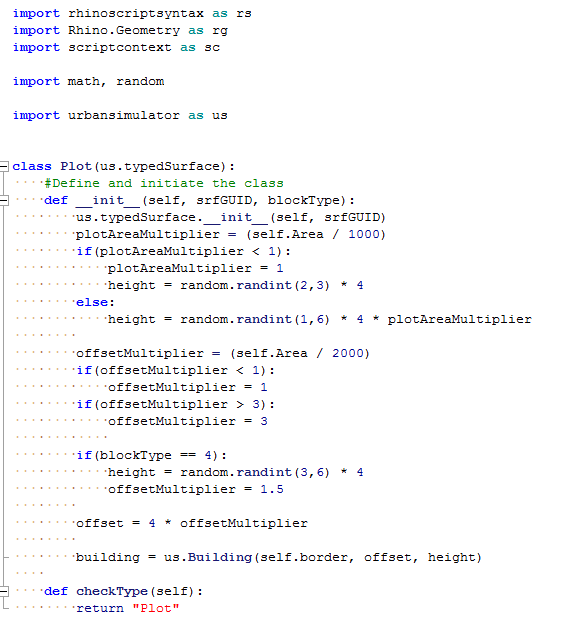 import rhinoscriptsyntax as rs
import Rhino.Geometry as rg
import scriptcontext as sc
import math, random
import urbansimulator as us
class Plot(us.typedSurface):
#Define and initiate the class
def __init__(self, srfGUID, blockType):
us.typedSurface.__init__(self, srfGUID)
plotAreaMultiplier = (self.Area / 1000)
if(plotAreaMultiplier < 1):
plotAreaMultiplier = 1
height = random.randint(2,3) * 4
else:
height = random.randint(1,6) * 4 * plotAreaMultiplier
offsetMultiplier = (self.Area / 2000)
if(offsetMultiplier < 1):
offsetMultiplier = 1
if(offsetMultiplier > 3):
offsetMultiplier = 3
if(blockType == 4):
height = random.randint(3,6) * 4
offsetMultiplier = 1.5
offset = 4 * offsetMultiplier
building = us.Building(self.border, offset, height)
def checkType(self):
return "Plot"